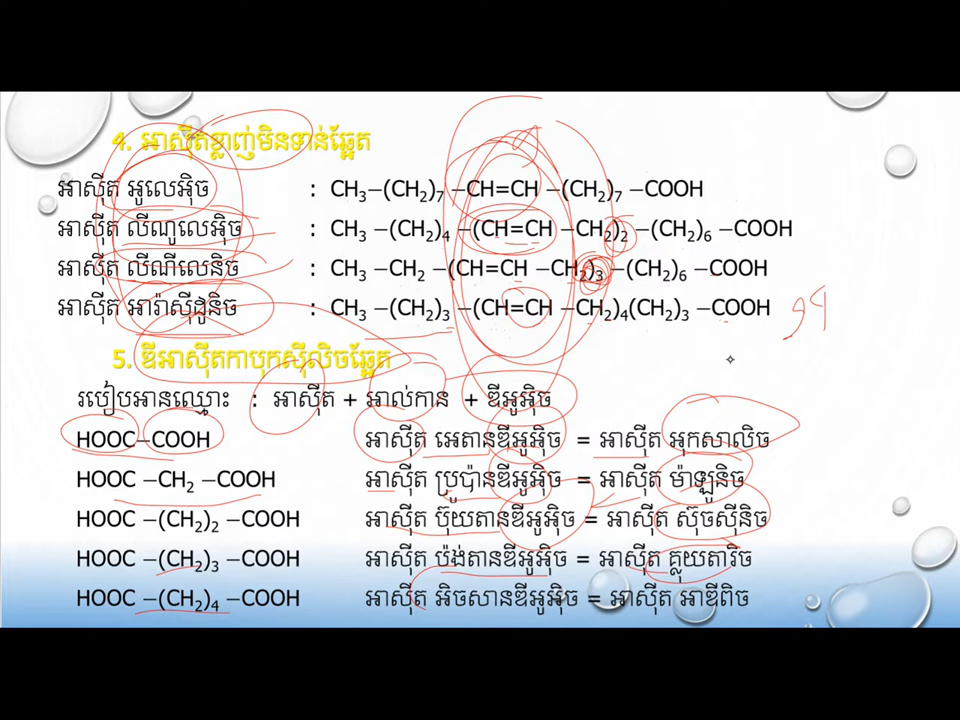 4. អាស៊ីតខ្លាញ់មិនទាន់ឆ្អែត
អាស៊ីត អូលេអ៊ិច : CH₃–(CH₂)₇ –CH=CH –(CH₂)₇ –COOH
អាស៊ីត លីណូលេអ៊ិច : CH₃ –(CH₂)₄ –(CH=CH –CH₂)₂ –(CH₂)₆ –COOH
អាស៊ីត លីណីលេនិច : CH₃ –CH₂ –(CH=CH –CH₂)₃ –(CH₂)₆ –COOH
អាស៊ីត អារ៉ាស៊ីដូនិច : CH₃ –(CH₂)₃ –(CH=CH –CH₂)₄(CH₂)₃ –COOH
5. ឌីអាស៊ីតកាបុកស៊ីលិចឆ្អែត
របៀបអានឈ្មោះ : អាស៊ីត + អាល់កាន + ឌីអូអ៊ិច
HOOC–COOH អាស៊ីត អេតានឌីអូអ៊ិច = អាស៊ីត អុកសាលិច
HOOC –CH₂ –COOH អាស៊ីត ប្រូប៉ានឌីអូអ៊ិច = អាស៊ីត ម៉ាឡូនិច
HOOC –(CH₂)₂ –COOH អាស៊ីត ប៊ុយតានឌីអូអ៊ិច = អាស៊ីត ស៊ុចស៊ីនិច
HOOC –(CH₂)₃ –COOH អាស៊ីត ប៉ង់តានឌីអូអ៊ិច = អាស៊ីត គ្លុយតារិច
HOOC –(CH₂)₄ –COOH អាស៊ីត អិចសានឌីអូអ៊ិច = អាស៊ីត អាឌីពិច